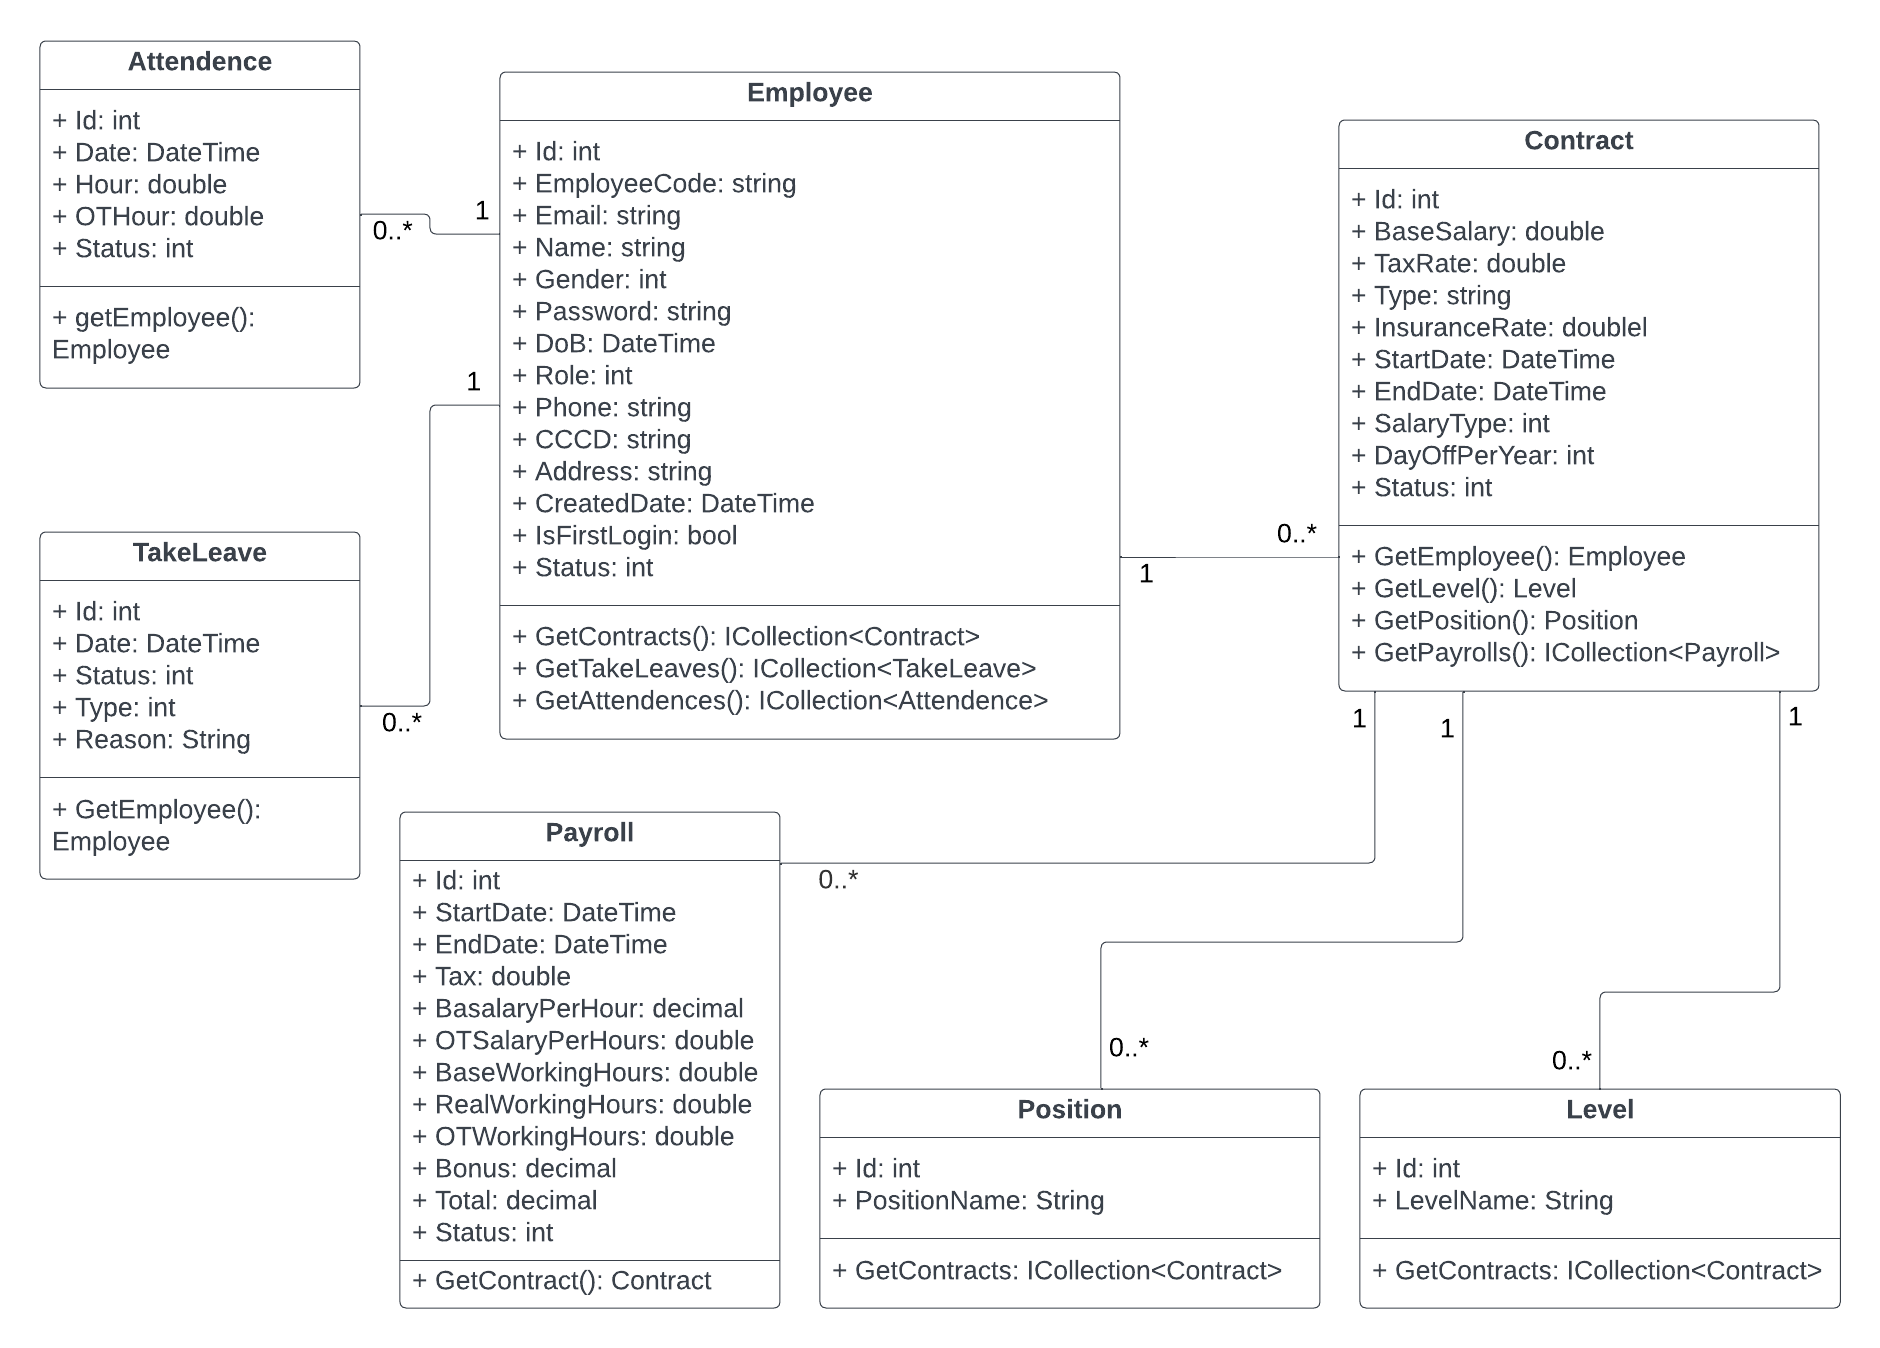 Attendence
+ Id: int
+ Date: DateTime
+ Hour: double
+ OTHour: double
+ Status: int
+ getEmployee():
Employee
0..*
1
Employee
+ Id: int
+ EmployeeCode: string
+ Email: string
+ Name: string
+ Gender: int
+ Password: string
+ DoB: DateTime
+ Role: int
+ Phone: string
+ CCCD: string
+ Address: string
+ CreatedDate: DateTime
+ IsFirstLogin: bool
+ Status: int
+ GetContracts(): ICollection<Contract>
+ GetTakeLeaves(): ICollection<TakeLeave>
+ GetAttendences(): ICollection<Attendence>
1
0..*
1
0..*
Contract
+ Id: int
+ BaseSalary: double
+ TaxRate: double
+ Type: string
+ InsuranceRate: doublel
+ StartDate: DateTime
+ EndDate: DateTime
+ SalaryType: int
+ DayOffPerYear: int
+ Status: int
+ GetEmployee(): Employee
+ GetLevel(): Level
+ GetPosition(): Position
+ GetPayrolls(): ICollection<Payroll>
1
1
1
TakeLeave
+ Id: int
+ Date: DateTime
+ Status: int
+ Type: int
+ Reason: String
+ GetEmployee():
Employee
Payroll
+ Id: int
+ StartDate: DateTime
+ EndDate: DateTime
+ Tax: double
+ BasalaryPerHour: decimal
+ OTSalaryPerHours: double
+ BaseWorkingHours: double
+ RealWorkingHours: double
+ OTWorkingHours: double
+ Bonus: decimal
+ Total: decimal
+ Status: int
+ GetContract(): Contract
0..*
0..*
Position
+ Id: int
+ PositionName: String
+ GetContracts: ICollection<Contract>
0..*
Level
+ Id: int
+ LevelName: String
+ GetContracts: ICollection<Contract>